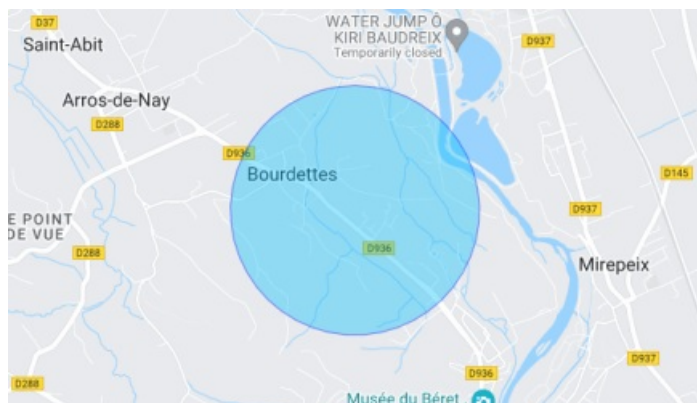 D37
WATER JUMP Ô
KIRI BAUDREIX
Temporarily closed
Saint-Abit
D937
Arros-de-Nay
D288
D936
Bourdettes
D145
D937
E POINT
DE VUE
D288
D936
Mirepeix
D937
D936
D288
Musée du Béret